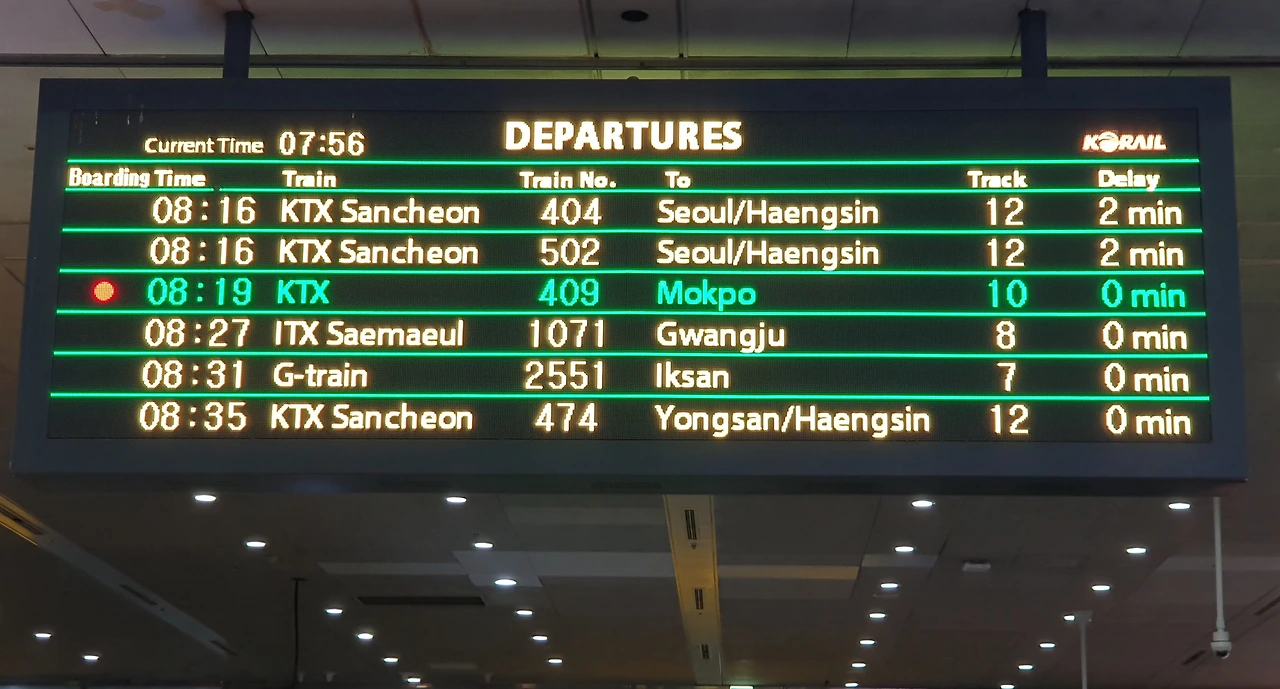 Current Time 07:56 DEPARTURES KORAIL
Boarding Time Train Train No. To Track Delay
08:16 KTX Sancheon 404 Seoul/Haengsin 12 2 min
08:16 KTX Sancheon 502 Seoul/Haengsin 12 2 min
08:19 KTX 409 Mokpo 10 0 min
08:27 ITX Saemaeul 1071 Gwangju 8 0 min
08:31 G-train 2551 Iksan 7 0 min
08:35 KTX Sancheon 474 Yongsan/Haengsin 12 0 min